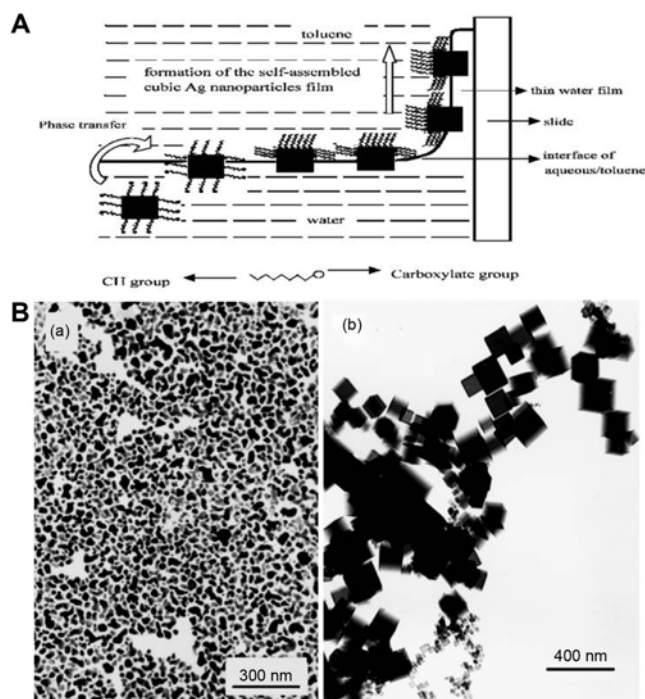 A
toluene
formation of the self-assembled
cubic Ag nanoparticles film
thin water film
Phase transfer
slide
interface of
aqueous/toluene
water
CH group
Carboxylate group
B
(a)
(b)
300 nm
400 nm